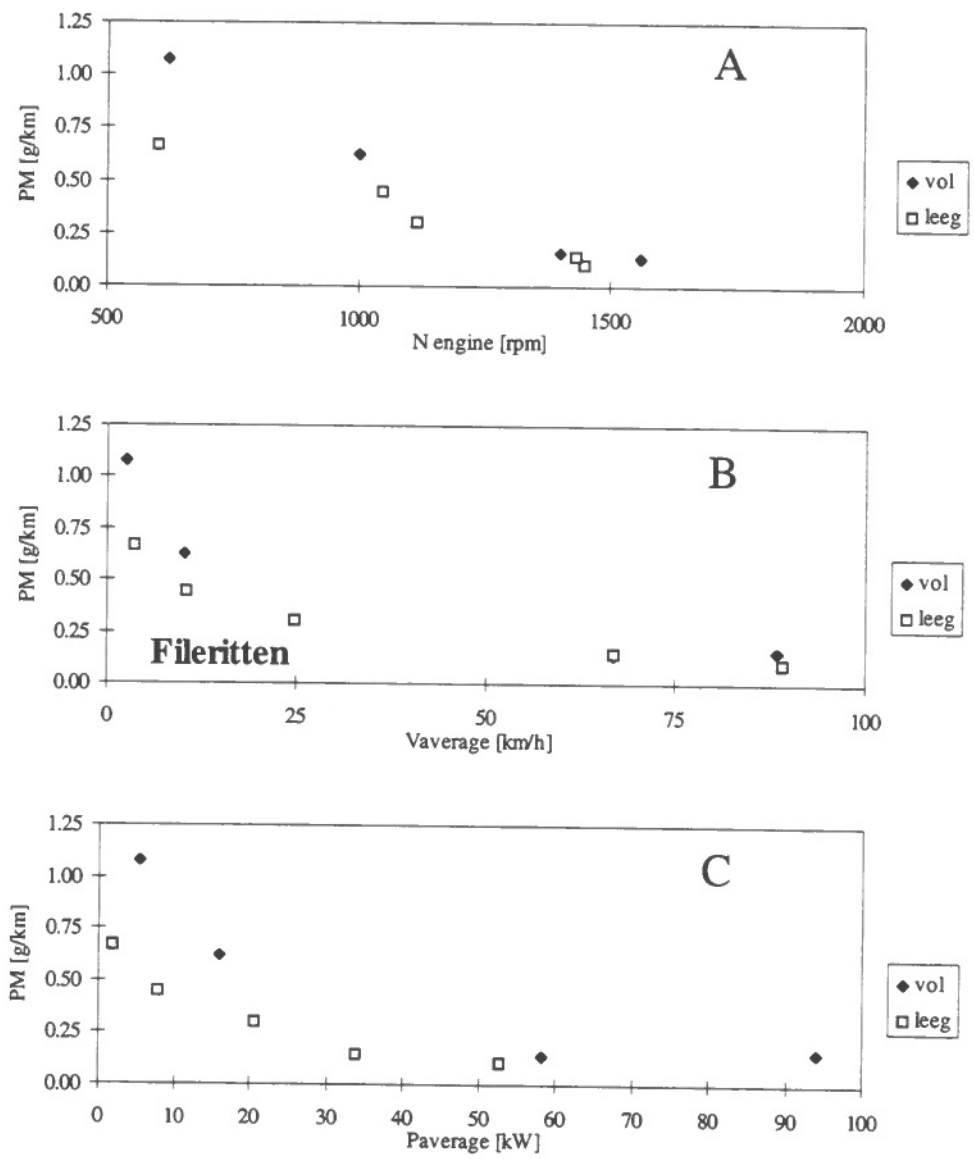 1.25
1.00
0.75
0.50
0.25
0.00
PM [g/km]
A
◆ vol
□ leeg
500 1000 1500 2000
N engine [rpm]
1.25
1.00
0.75
0.50
0.25
0.00
PM [g/km]
B
Fileritten
◆ vol
□ leeg
0 25 50 75 100
Vaverage [km/h]
1.25
1.00
0.75
0.50
0.25
0.00
PM [g/km]
C
◆ vol
□ leeg
0 10 20 30 40 50 60 70 80 90 100
Paverage [kW]